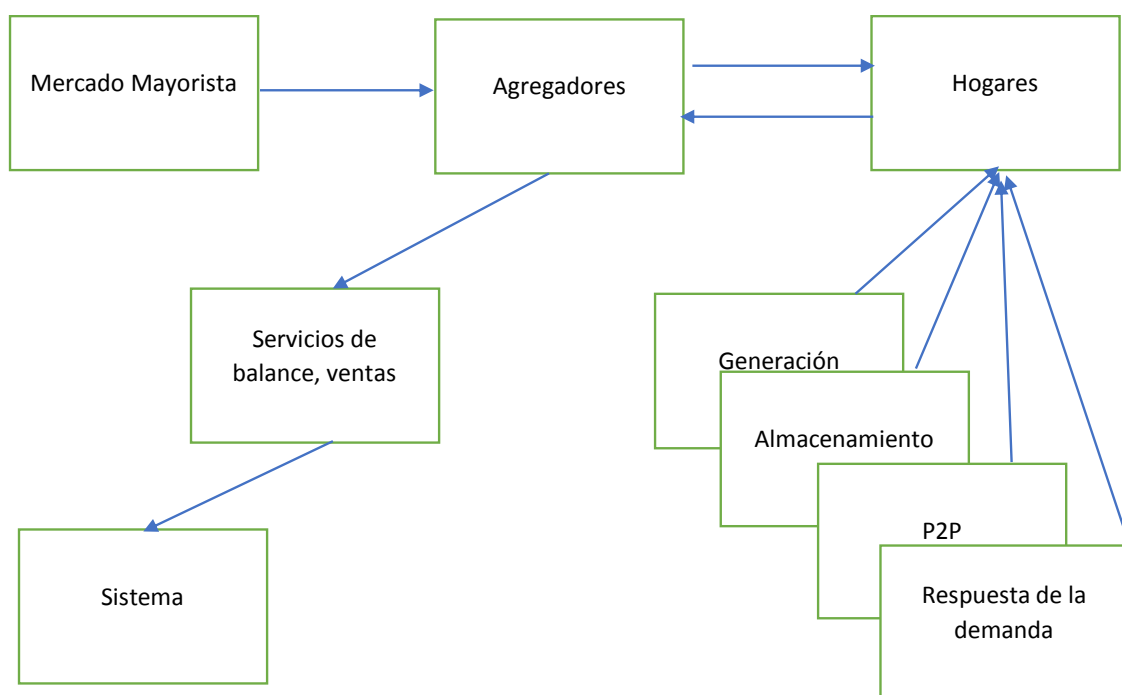 Mercado Mayorista
Agregadores
Hogares
Servicios de
balance, ventas
Generación
Almacenamiento
P2P
Sistema
Respuesta de la
demanda